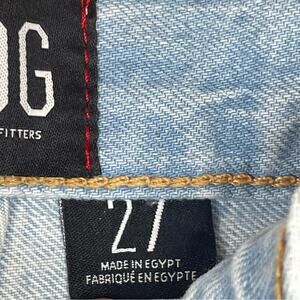 OG
FITTERS
27
MADE IN EGYPT
FABRIQUÉ EN EGYPTE